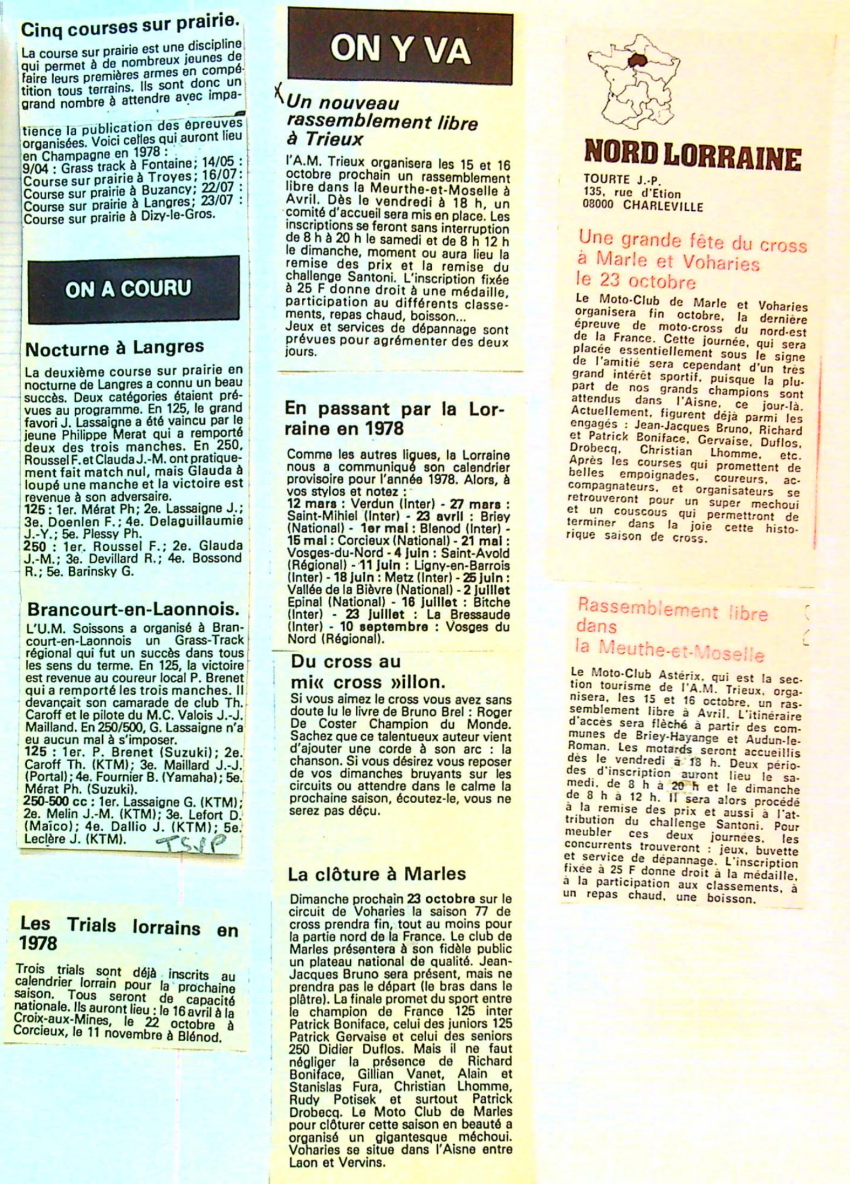 Cinq courses sur prairie.
La course sur prairie est une discipline
qui permet à de nombreux jeunes de
faire leurs premières armes en compé-
tition tous terrains. Ils sont donc un
grand nombre à attendre avec impa-
tience la publication des épreuves
organisées. Voici celles qui auront lieu
en Champagne en 1978 :
9/04 : Grass track à Fontaine; 14/05 :
Course sur prairie à Troyes; 16/07:
Course sur prairie à Buzancy; 22/07 :
Course sur prairie à Langres; 23/07 :
Course sur prairie à Dizy-le-Gros.
ON A COURU
Nocturne à Langres
La deuxième course sur prairie en
nocturne de Langres a connu un beau
succès. Deux catégories étaient pré-
vues au programme. En 125, le grand
favori J. Lassaigne a été vaincu par le
jeune Philippe Merat qui a remporté
deux des trois manches. En 250,
Roussel F. et Clauda J.-M. ont pratique-
ment fait match nul, mais Glauda à
loupé une manche et la victoire est
revenue à son adversaire.
125 : 1er. Mérat Ph; 2e. Lassaigne J.;
3e. Doenlen F.; 4e. Delaguillaumie
J.-Y.; 5e. Plessy Ph.
250 : 1er. Roussel F.; 2e. Glauda
J.-M.; 3e. Devillard R.; 4e. Bossond
R.; 5e. Barinsky G.
Brancourt-en-Laonnois.
L'U.M. Soissons a organisé à Bran-
court-en-Laonnois un Grass-Track
régional qui fut un succès dans tous
les sens du terme. En 125, la victoire
est revenue au coureur local P. Brenet
qui a remporté les trois manches. Il
devançait son camarade de club Th.
Caroff et le pilote du M.C. Valois J.-J.
Mailland. En 250/500, G. Lassaigne n'a
eu aucun mal à s'imposer.
125 : 1er. P. Brenet (Suzuki); 2e.
Caroff Th. (KTM); 3e. Maillard J.-J.
(Portal); 4e. Fournier B. (Yamaha); 5e.
Mérat Ph. (Suzuki).
250-500 cc : 1er. Lassaigne G. (KTM);
2e. Melin J.-M. (KTM); 3e. Lefort D.
(Maïco); 4e. Dallio J. (KTM); 5e.
Leclère J. (KTM).
TSVP
Les Trials lorrains en
1978
Trois trials sont déjà inscrits au
calendrier lorrain pour la prochaine
saison. Tous seront de capacité
nationale. Ils auront lieu : le 16 avril à la
Croix-aux-Mines, le 22 octobre à
Corcieux, le 11 novembre à Blénod.
ON Y VA
x
Un nouveau
rassemblement libre
à Trieux
l'A.M. Trieux organisera les 15 et 16
octobre prochain un rassemblement
libre dans la Meurthe-et-Moselle à
Avril. Dès le vendredi à 18 h, un
comité d'accueil sera mis en place. Les
inscriptions se feront sans interruption
de 8 h à 20 h le samedi et de 8 h 12 h
le dimanche, moment ou aura lieu la
remise des prix et la remise du
challenge Santoni. L'inscription fixée
à 25 F donne droit à une médaille,
participation au différents classe-
ments, repas chaud, boisson...
Jeux et services de dépannage sont
prévues pour agrémenter des deux
jours.
En passant par la Lor-
raine en 1978
Comme les autres ligues, la Lorraine
nous a communiqué son calendrier
provisoire pour l'année 1978. Alors, à
vos stylos et notez :
12 mars : Verdun (Inter) - 27 mars :
Saint-Mihiel (Inter) - 23 avril : Briey
(National) - 1er mai : Blenod (Inter) -
15 mai : Corcieux (National) - 21 mai :
Vosges-du-Nord - 4 juin : Saint-Avold
(Régional) - 11 juin : Ligny-en-Barrois
(Inter) - 18 juin : Metz (Inter) - 25 juin :
Vallée de la Bièvre (National) - 2 juillet
Epinal (National) - 16 juillet : Bitche
(Inter) - 23 juillet : La Bressaude
(Inter) - 10 septembre : Vosges du
Nord (Régional).
Du cross au
mi« cross »illon.
Si vous aimez le cross vous avez sans
doute lu le livre de Bruno Brel : Roger
De Coster Champion du Monde.
Sachez que ce talentueux auteur vient
d'ajouter une corde à son arc : la
chanson. Si vous désirez vous reposer
de vos dimanches bruyants sur les
circuits ou attendre dans le calme la
prochaine saison, écoutez-le, vous ne
serez pas déçu.
La clôture à Marles
Dimanche prochain 23 octobre sur le
circuit de Voharies la saison 77 de
cross prendra fin, tout au moins pour
la partie nord de la France. Le club de
Marles présentera à son fidèle public
un plateau national de qualité. Jean-
Jacques Bruno sera présent, mais ne
prendra pas le départ (le bras dans le
plâtre). La finale promet du sport entre
le champion de France 125 inter
Patrick Boniface, celui des juniors 125
Patrick Gervaise et celui des seniors
250 Didier Duflos. Mais il ne faut
négliger la présence de Richard
Boniface, Gillian Vanet, Alain et
Stanislas Fura, Christian Lhomme,
Rudy Potisek et surtout Patrick
Drobecq. Le Moto Club de Marles
pour clôturer cette saison en beauté a
organisé un gigantesque méchoui.
Voharies se situe dans l'Aisne entre
Laon et Vervins.
NORD LORRAINE
TOURTE J.-P.
135, rue d'Etion
08000 CHARLEVILLE
Une grande fête du cross
à Marle et Voharies
le 23 octobre
Le Moto-Club de Marle et Voharies
organisera fin octobre, la dernière
épreuve de moto-cross du nord-est
de la France. Cette journée, qui sera
placée essentiellement sous le signe
de l'amitié sera cependant d'un très
grand intérêt sportif, puisque la plu-
part de nos grands champions sont
attendus dans l'Aisne, ce jour-là.
Actuellement, figurent déjà parmi les
engagés : Jean-Jacques Bruno, Richard
et Patrick Boniface, Gervaise, Duflos,
Drobecq, Christian Lhomme, etc.
Après les courses qui promettent de
belles empoignades, coureurs, ac-
compagnateurs, et organisateurs se
retrouveront pour un super mechoui
et un couscous qui permettront de
terminer dans la joie cette histo-
rique saison de cross.
Rassemblement libre
dans
la Meuthe-et-Moselle
Le Moto-Club Astérix, qui est la sec-
tion tourisme de l'A.M. Trieux, orga-
nisera, les 15 et 16 octobre, un ras-
semblement libre à Avril. L'itinéraire
d'accès sera flèché à partir des com-
munes de Briey-Hayange et Audun-le-
Roman. Les motards seront accueillis
dès le vendredi à 18 h. Deux pério-
des d'inscription auront lieu le sa-
medi, de 8 h à 20 h et le dimanche
de 8 h à 12 h. Il sera alors procédé
à la remise des prix et aussi à l'at-
tribution du challenge Santoni. Pour
meubler ces deux journées, les
concurrents trouveront : jeux, buvette
et service de dépannage. L'inscription
fixée à 25 F donne droit à la médaille,
à la participation aux classements, à
un repas chaud, une boisson.